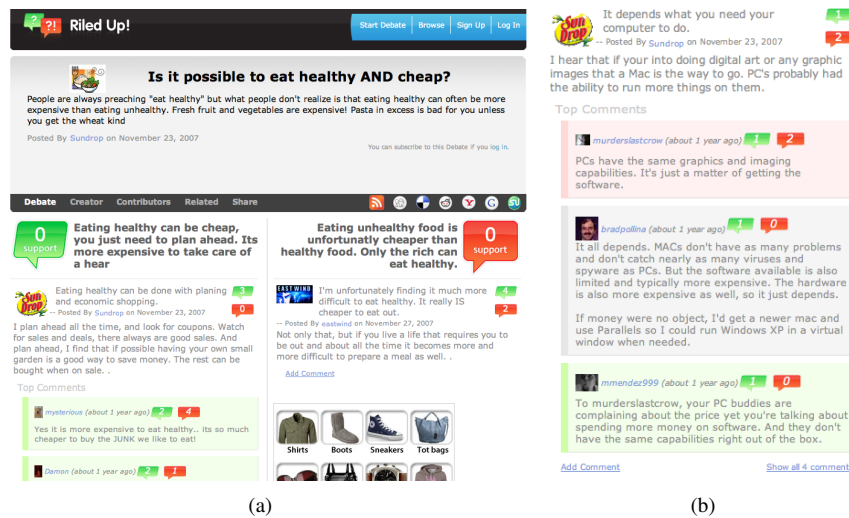 ? ?! Riled Up!
Start Debate Browse Sign Up Log In
Is it possible to eat healthy AND cheap?
People are always preaching "eat healthy" but what people don't realize is that eating healthy can often be more
expensive than eating unhealthy. Fresh fruit and vegetables are expensive! Pasta in excess is bad for you unless
you get the wheat kind
Posted By Sundrop on November 23, 2007
You can subscribe to this Debate if you log in.
Debate Creator Contributors Related Share
0
support
Eating healthy can be cheap,
you just need to plan ahead. Its
more expensive to take care of
a hear
Sun Drop
Eating healthy can be done with planing
and economic shopping.
3
0
-- Posted By Sundrop on November 23, 2007
I plan ahead all the time, and look for coupons. Watch
for sales and deals, there always are good sales. And
plan ahead, I find that if possible having your own small
garden is a good way to save money. The rest can be
bought when on sale. . .
Top Comments
mysterious (about 1 year ago) 2 4
Yes it is more expensive to eat healthy.. its so much
cheaper to buy the JUNK we like to eat!
Damon (about 1 year ago) 2 1
Eating unhealthy food is
unfortunatly cheaper than
healthy food. Only the rich can
eat healthy.
0
support
EAST WIND
I'm unfortunately finding it much more
difficult to eat healthy. It really IS
cheaper to eat out.
4
2
-- Posted By eastwind on November 27, 2007
Not only that, but if you live a life that requires you to
be out and about all the time it becomes more and
more difficult to prepare a meal as well. . .
Add Comment
Shirts Boots Sneakers Tot bags
(a)
Sun Drop
It depends what you need your
computer to do.
1
2
-- Posted By Sundrop on November 23, 2007
I hear that if your into doing digital art or any graphic
images that a Mac is the way to go. PC's probably had
the ability to run more things on them.
Top Comments
murderslastcrow (about 1 year ago) 1 2
PCs have the same graphics and imaging
capabilities. It's just a matter of getting the
software.
bradpollina (about 1 year ago) 1 0
It all depends. MACs don't have as many problems
and don't catch nearly as many viruses and
spyware as PCs. But the software available is also
limited and typically more expensive. The hardware
is also more expensive as well, so it just depends.
If money were no object, I'd get a newer mac and
use Parallels so I could run Windows XP in a virtual
window when needed.
mmendez999 (about 1 year ago) 1 0
To murderslastcrow, your PC buddies are
complaining about the price yet you're talking about
spending more money on software. And they don't
have the same capabilities right out of the box.
Add Comment Show all 4 comment
(b)